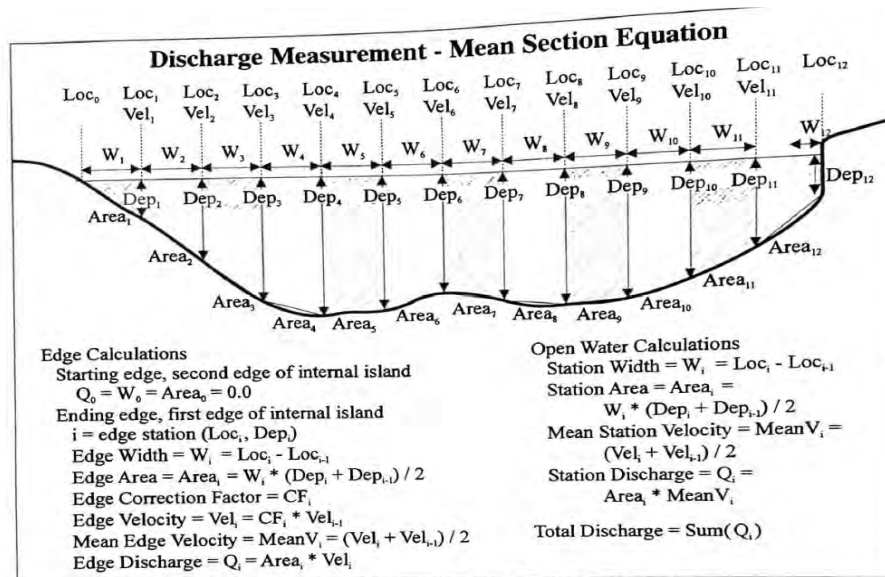 Discharge Measurement - Mean Section Equation
Loc₀ Loc₁ Loc₂ Loc₃ Loc₄ Loc₅ Loc₆ Loc₇ Loc₈ Loc₉ Loc₁₀ Loc₁₁ Loc₁₂
Vel₁ Vel₂ Vel₃ Vel₄ Vel₅ Vel₆ Vel₇ Vel₈ Vel₉ Vel₁₀ Vel₁₁
W₁ W₂ W₃ W₄ W₅ W₆ W₇ W₈ W₉ W₁₀ W₁₁ W₁₂
Dep₁ Dep₂ Dep₃ Dep₄ Dep₅ Dep₆ Dep₇ Dep₈ Dep₉ Dep₁₀ Dep₁₁ Dep₁₂
Area₁ Area₂ Area₃ Area₄ Area₅ Area₆ Area₇ Area₈ Area₉ Area₁₀ Area₁₁ Area₁₂
Edge Calculations
Starting edge, second edge of internal island
Q₀ = W₀ = Area₀ = 0.0
Ending edge, first edge of internal island
i = edge station (Locᵢ, Depᵢ)
Edge Width = Wᵢ = Locᵢ - Locᵢ₋₁
Edge Area = Areaᵢ = Wᵢ * (Depᵢ + Depᵢ₋₁) / 2
Edge Correction Factor = CFᵢ
Edge Velocity = Velᵢ = CFᵢ * Velᵢ₋₁
Mean Edge Velocity = MeanVᵢ = (Velᵢ + Velᵢ₋₁) / 2
Edge Discharge = Qᵢ = Areaᵢ * Velᵢ
Open Water Calculations
Station Width = Wᵢ = Locᵢ - Locᵢ₋₁
Station Area = Areaᵢ =
Wᵢ * (Depᵢ + Depᵢ₋₁) / 2
Mean Station Velocity = MeanVᵢ =
(Velᵢ + Velᵢ₋₁) / 2
Station Discharge = Qᵢ =
Areaᵢ * MeanVᵢ
Total Discharge = Sum(Qᵢ)